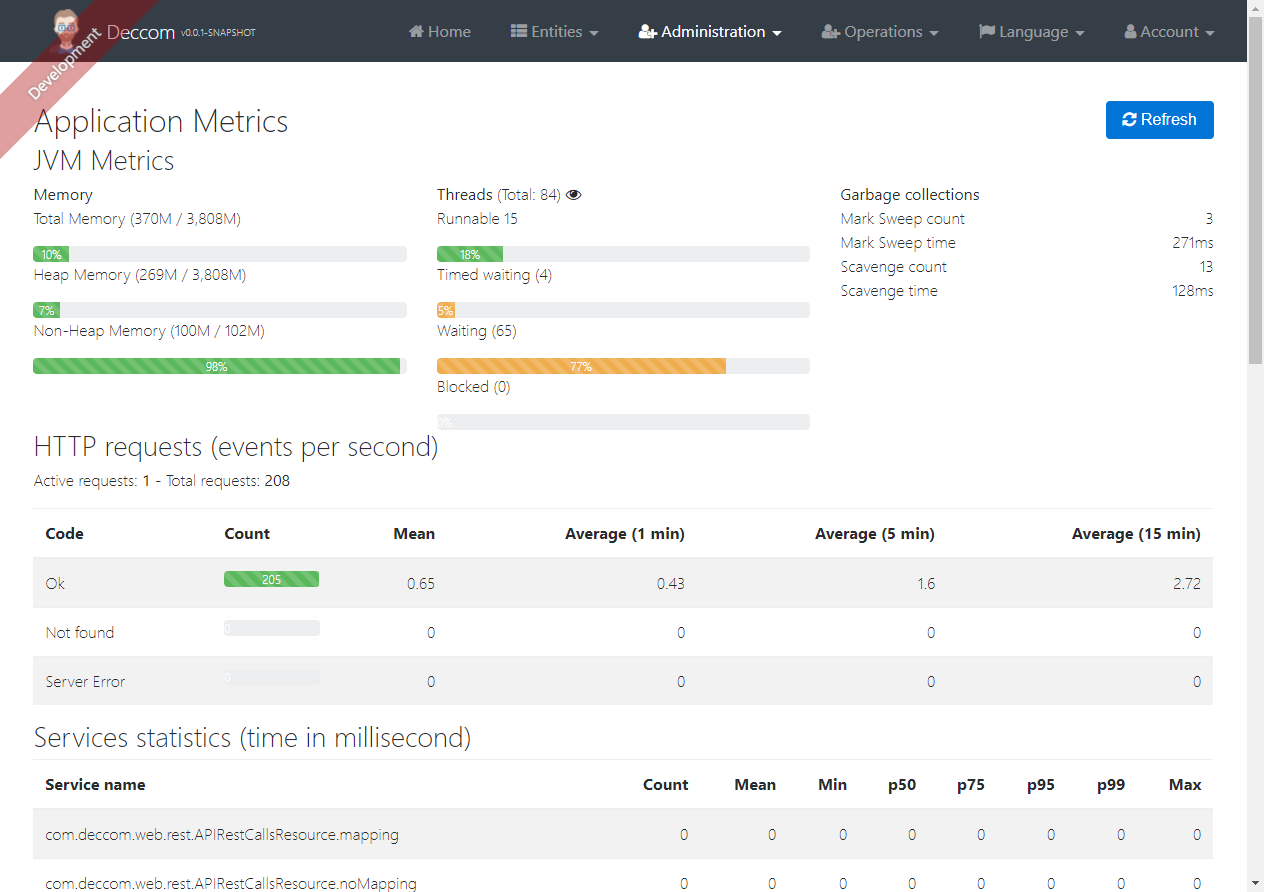 Development
Deccom v0.0.1-SNAPSHOT Home Entities Administration Operations Language Account
Application Metrics Refresh
JVM Metrics
Memory Threads (Total: 84) Garbage collections
Total Memory (370M / 3,808M) Runnable 15 Mark Sweep count 3
10% 18% Mark Sweep time 271ms
Heap Memory (269M / 3,808M) Timed waiting (4) Scavenge count 13
7% 5% Scavenge time 128ms
Non-Heap Memory (100M / 102M) Waiting (65)
98% 77%
Blocked (0)
0%
HTTP requests (events per second)
Active requests: 1 - Total requests: 208
Code Count Mean Average (1 min) Average (5 min) Average (15 min)
Ok 205 0.65 0.43 1.6 2.72
Not found 0 0 0 0 0
Server Error 0 0 0 0 0
Services statistics (time in millisecond)
Service name Count Mean Min p50 p75 p95 p99 Max
com.deccom.web.rest.APIRestCallsResource.mapping 0 0 0 0 0 0 0 0
com.deccom.web.rest.APIRestCallsResource.noMapping 0 0 0 0 0 0 0 0